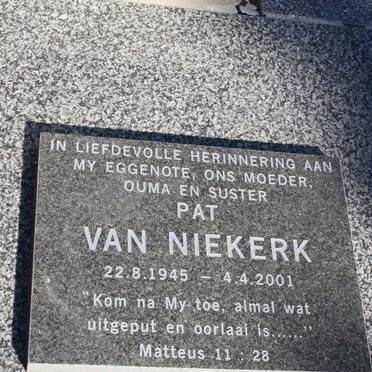 IN LIEFDEVOLLE HERINNERING AAN
MY EGGENOTE, ONS MOEDER,
OUMA EN SUSTER
PAT
VAN NIEKERK
22.8.1945 – 4.4.2001
"Kom na My toe, almal wat
uitgeput en oorlaai is......"
Matteus 11 : 28